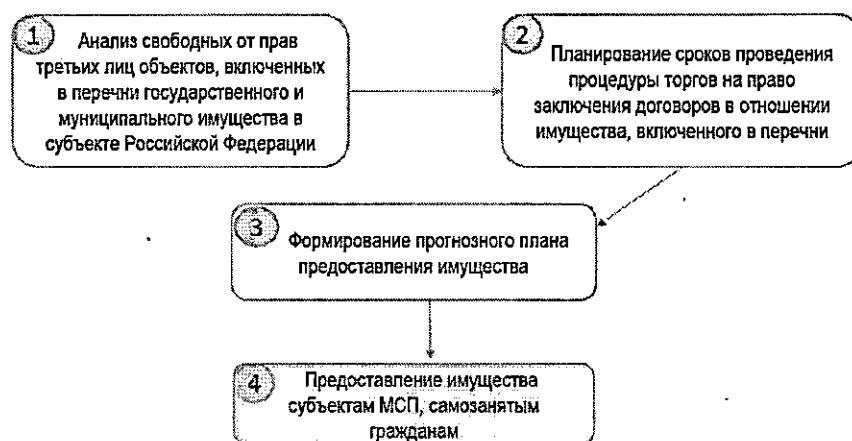 1
Анализ свободных от прав
третьих лиц объектов, включенных
в перечни государственного и
муниципального имущества в
субъекте Российской Федерации
2
Планирование сроков проведения
процедуры торгов на право
заключения договоров в отношении
имущества, включенного в перечни
3
Формирование прогнозного плана
предоставления имущества
4
Предоставление имущества
субъектам МСП, самозанятым
гражданам